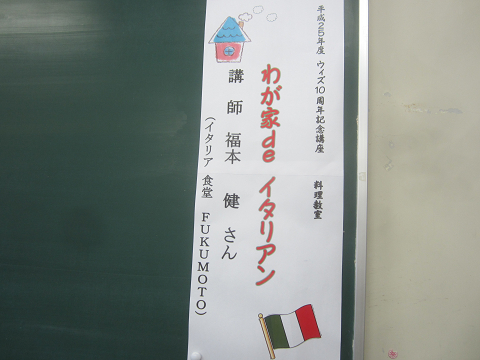 平成25年度 ウィズ10周年記念講座 料理教室
わが家de イタリアン
講師 福本 健 さん
(イタリア 食堂 FUKUMOTO)